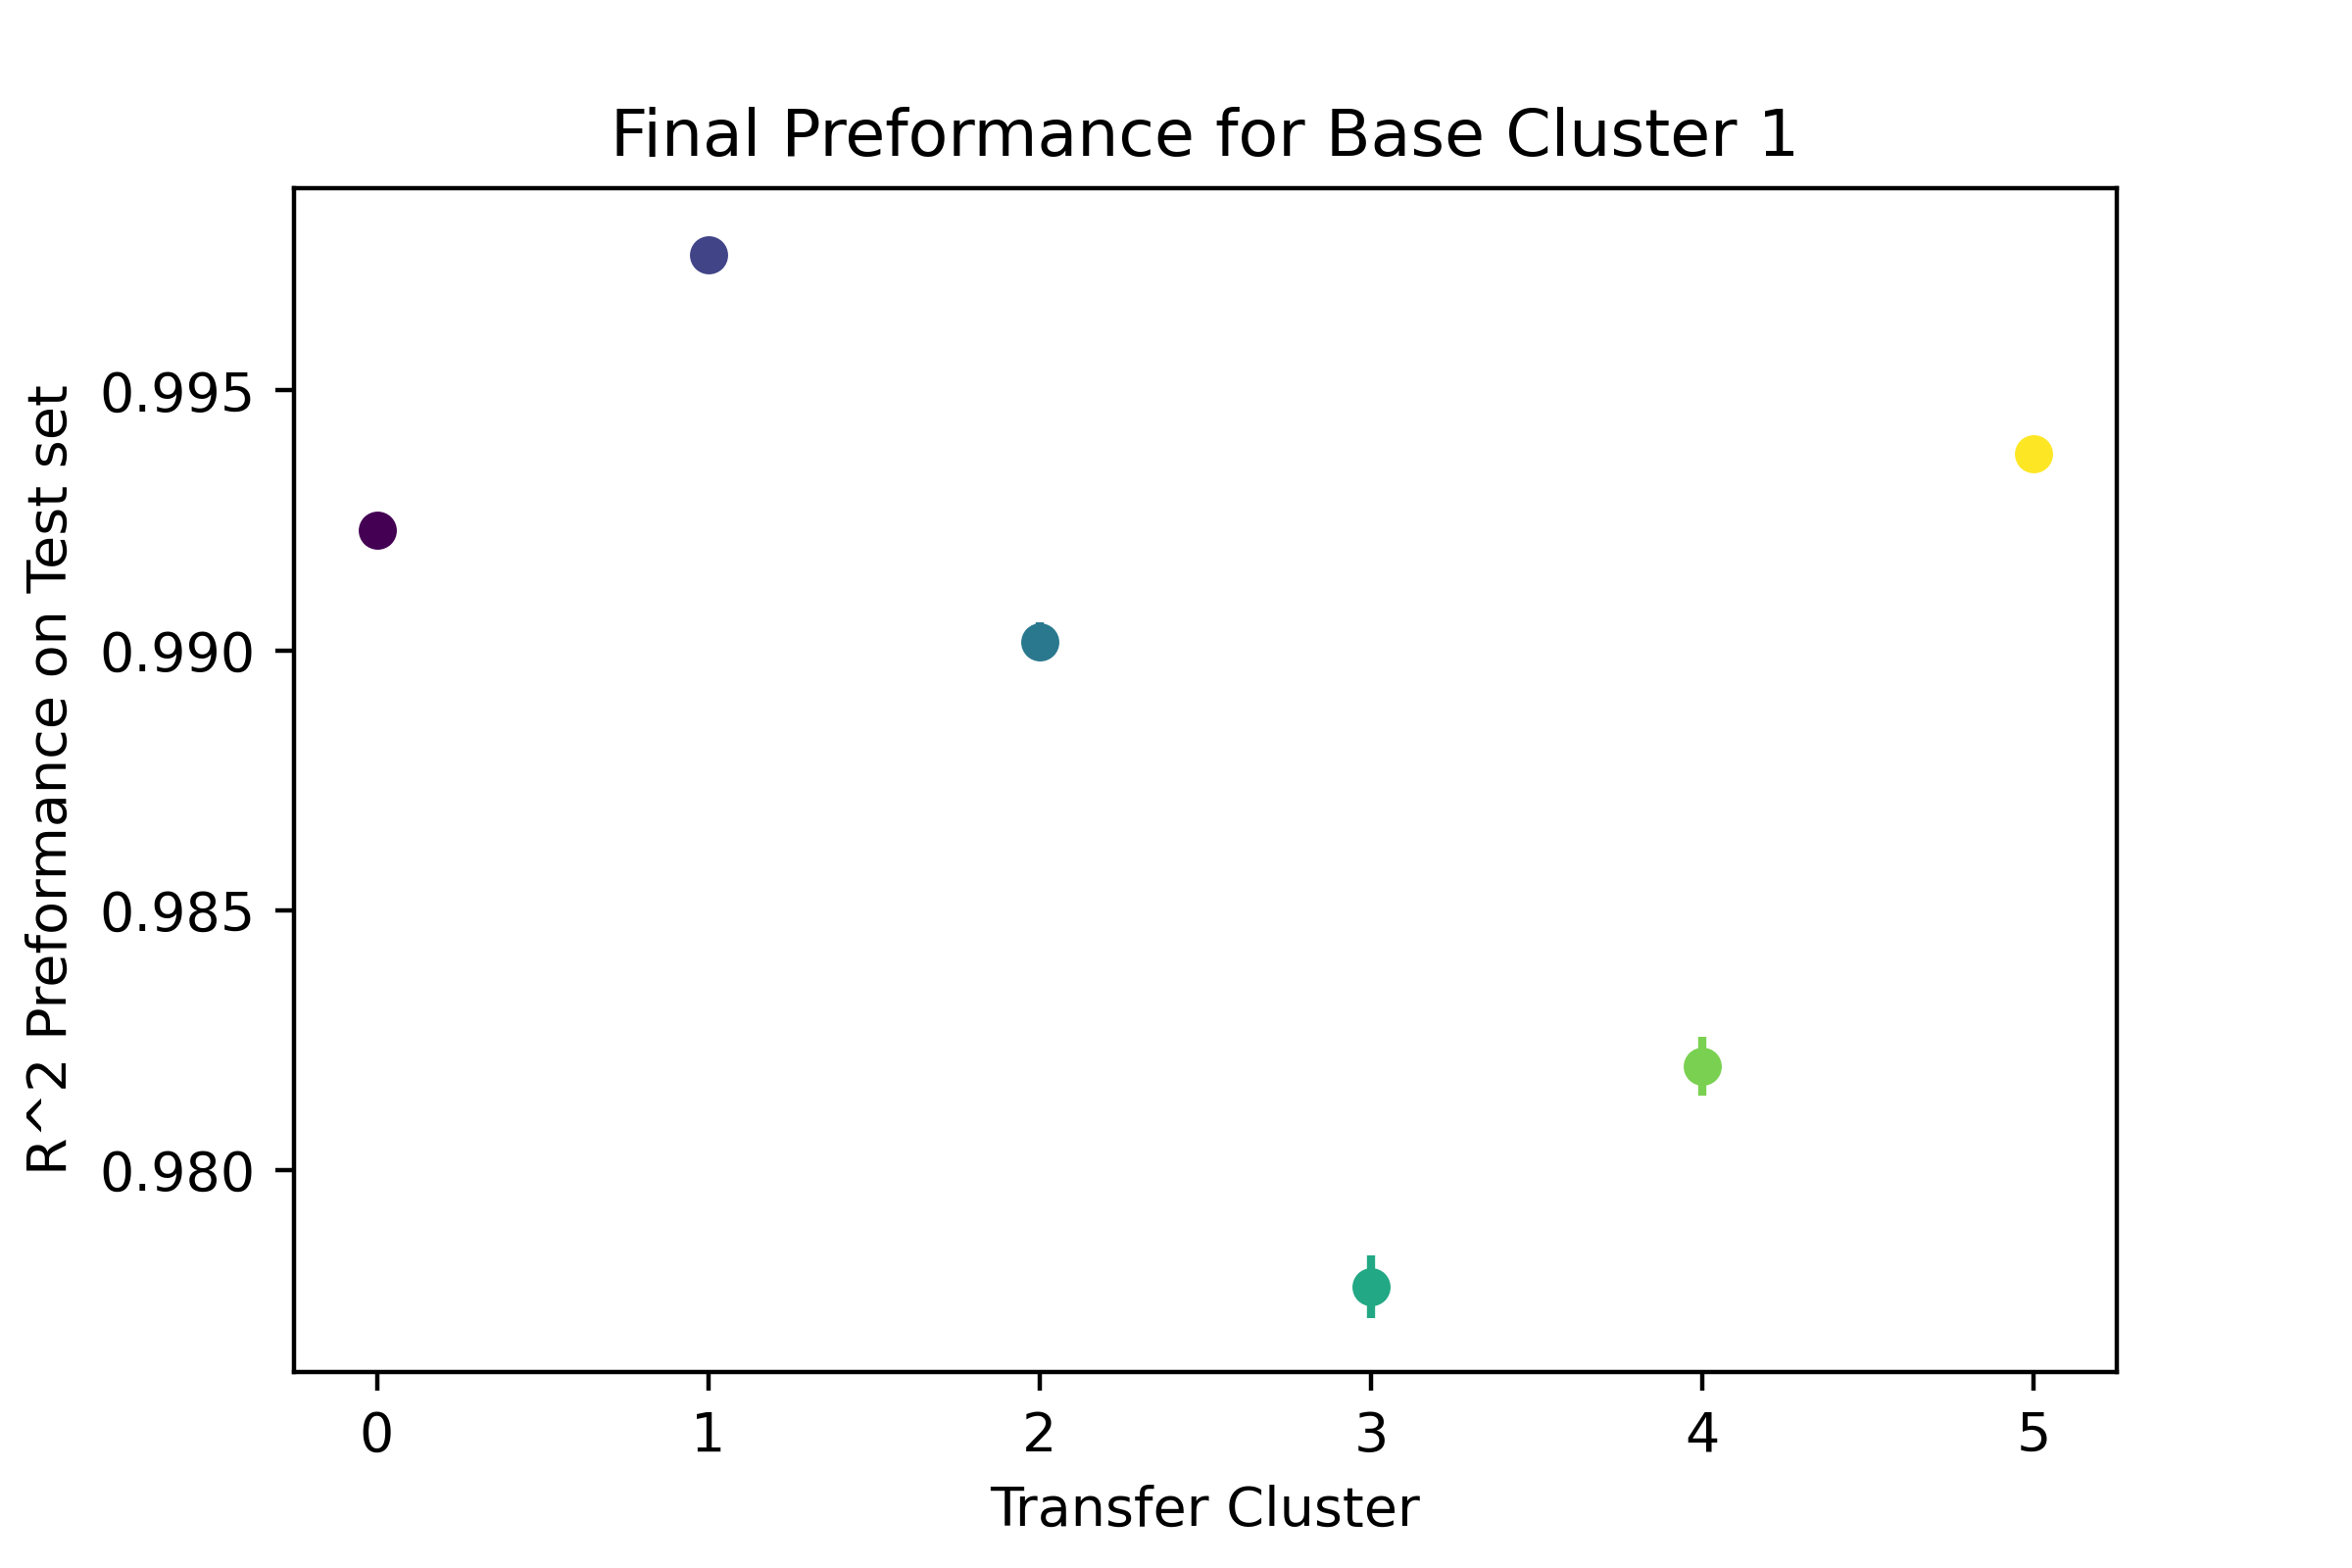 Final Preformance for Base Cluster 1
R^2 Preformance on Test set
0.995
0.990
0.985
0.980
0 1 2 3 4 5
Transfer Cluster